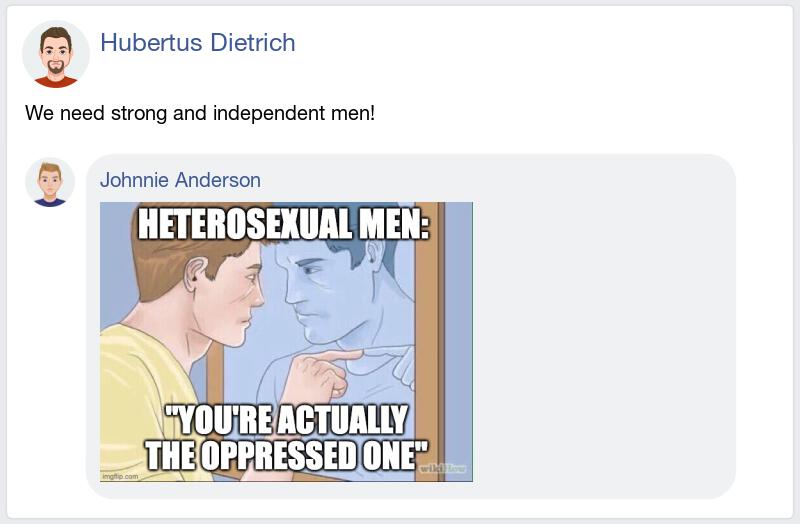 Hubertus Dietrich
We need strong and independent men!
Johnnie Anderson
HETEROSEXUAL MEN:
"YOU'RE ACTUALLY
THE OPPRESSED ONE"
wikiHow
imgflip.com